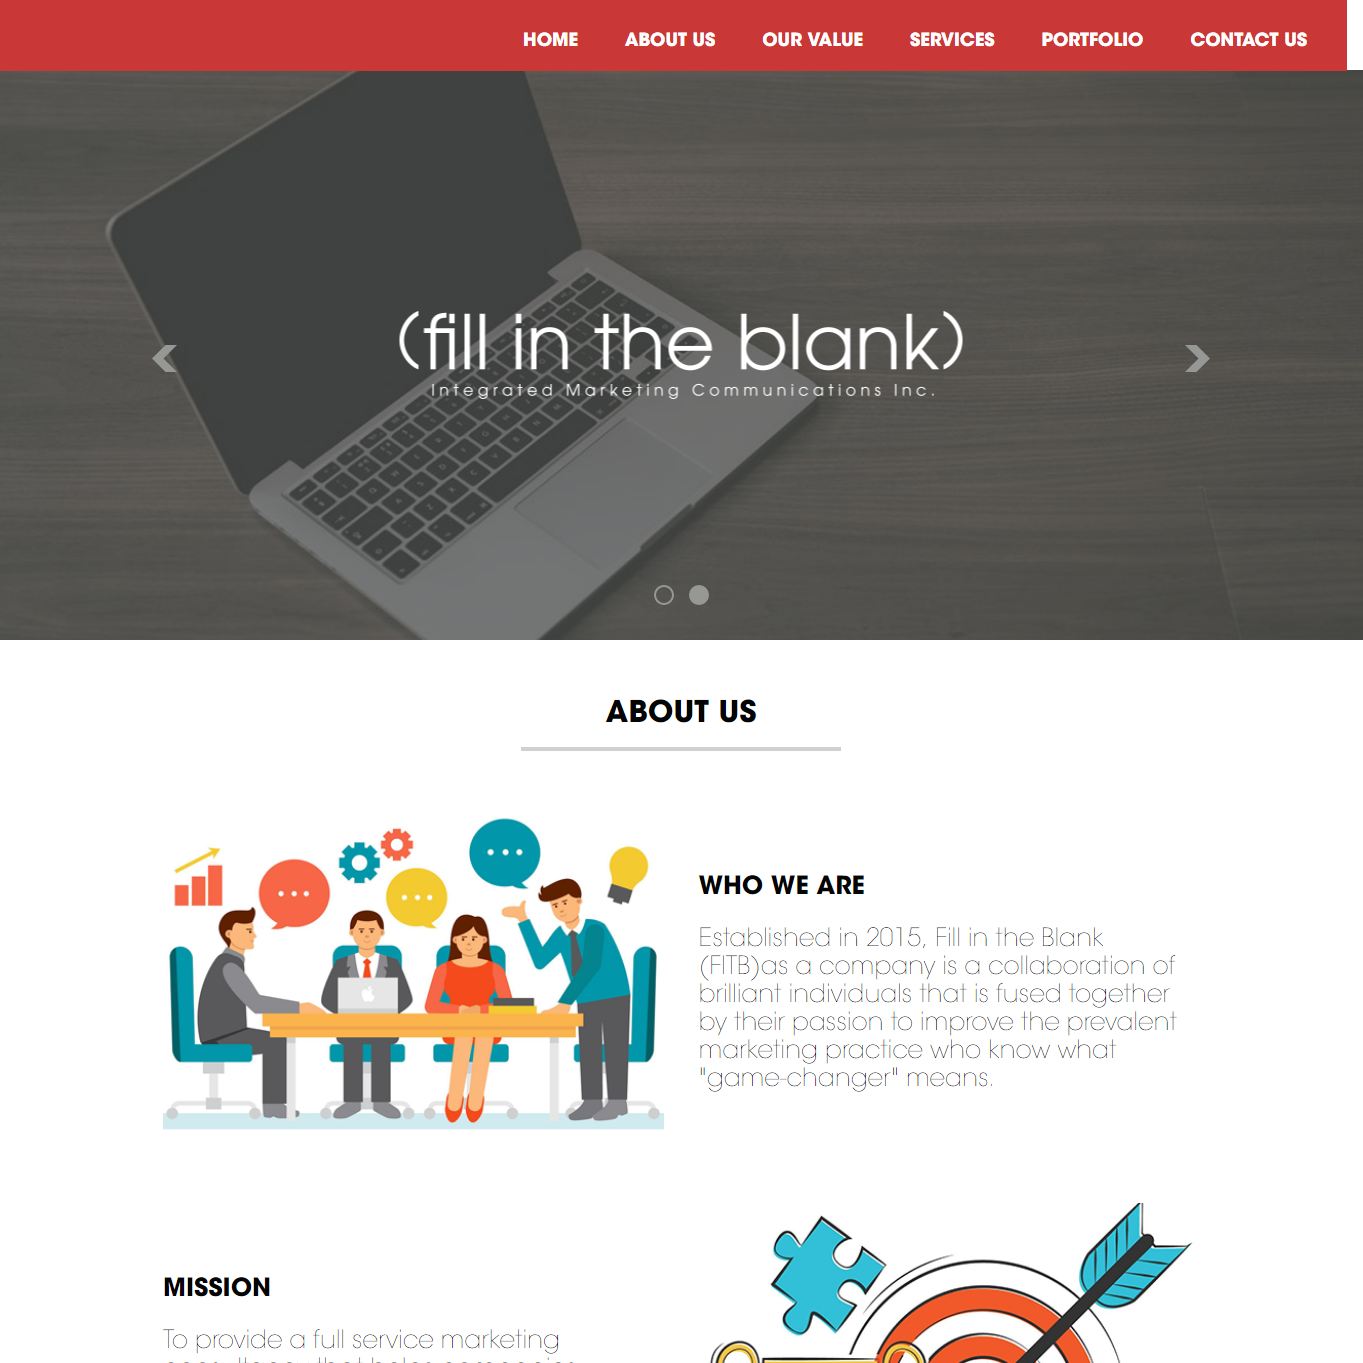 HOME ABOUT US OUR VALUE SERVICES PORTFOLIO CONTACT US
(fill in the blank)
Integrated Marketing Communications Inc.
ABOUT US
WHO WE ARE
Established in 2015, Fill in the Blank
(FITB)as a company is a collaboration of
brilliant individuals that is fused together
by their passion to improve the prevalent
marketing practice who know what
"game-changer" means.
MISSION
To provide a full service marketing